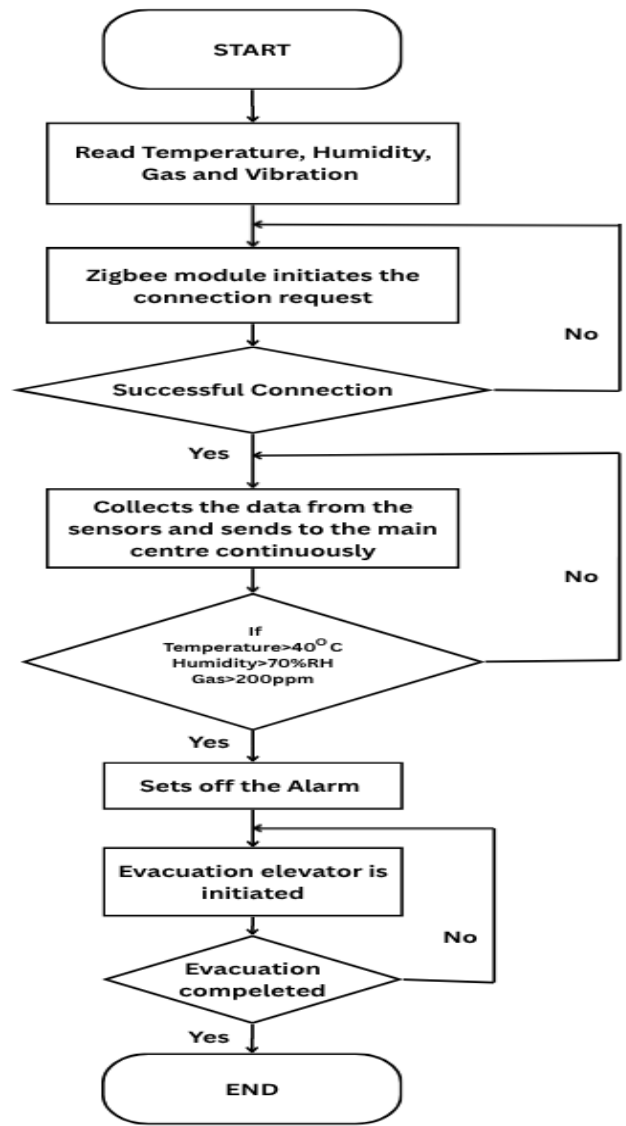 START
Read Temperature, Humidity,
Gas and Vibration
Zigbee module initiates the
connection request
No
Successful Connection
Yes
Collects the data from the
sensors and sends to the main
centre continuously
No
If
Temperature>40⁰ C
Humidity>70%RH
Gas>200ppm
Yes
Sets off the Alarm
Evacuation elevator is
initiated
No
Evacuation
compeleted
Yes
END